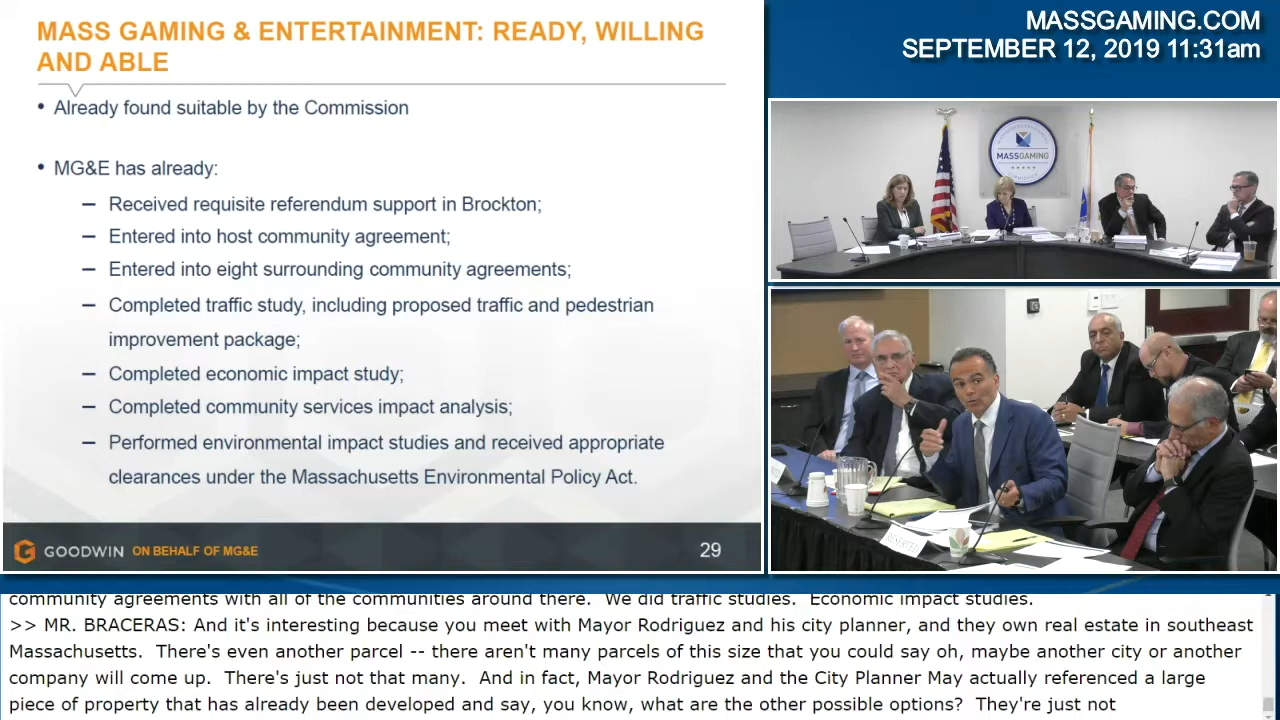 MASS GAMING & ENTERTAINMENT: READY, WILLING
AND ABLE
• Already found suitable by the Commission
• MG&E has already:
– Received requisite referendum support in Brockton;
– Entered into host community agreement;
– Entered into eight surrounding community agreements;
– Completed traffic study, including proposed traffic and pedestrian
improvement package;
– Completed economic impact study;
– Completed community services impact analysis;
– Performed environmental impact studies and received appropriate
clearances under the Massachusetts Environmental Policy Act.
GOODWIN ON BEHALF OF MG&E
29
MASSGAMING.COM
SEPTEMBER 12, 2019 11:31am
MASSGAMING
RESERVED
community agreements with all of the communities around there. We did traffic studies. Economic impact studies.
>> MR. BRACERAS: And it's interesting because you meet with Mayor Rodriguez and his city planner, and they own real estate in southeast
Massachusetts. There's even another parcel -- there aren't many parcels of this size that you could say oh, maybe another city or another
company will come up. There's just not that many. And in fact, Mayor Rodriguez and the City Planner May actually referenced a large
piece of property that has already been developed and say, you know, what are the other possible options? They're just not